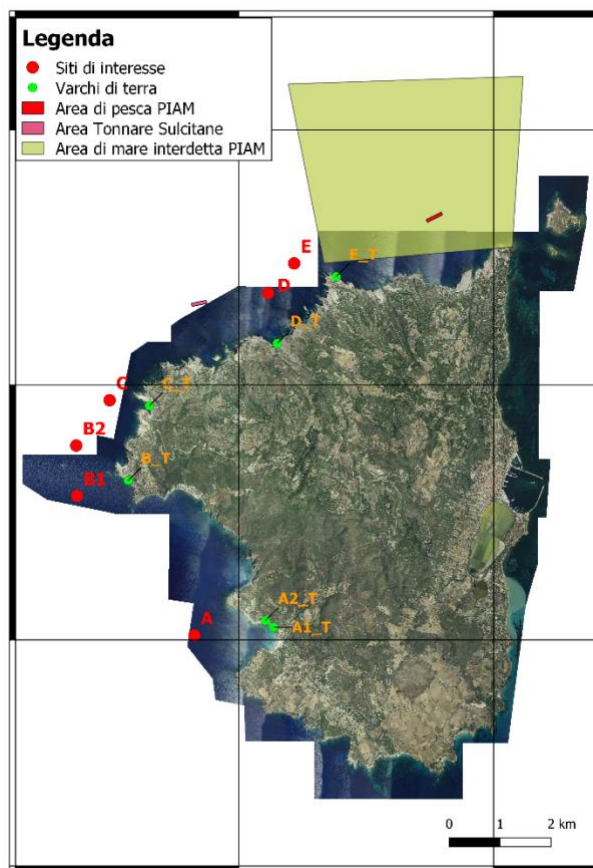 Legenda
Siti di interesse
Varchi di terra
Area di pesca PIAM
Area Tonnare Sulcitane
Area di mare interdetta PIAM
E
E_T
D
D_T
C
C_T
B2
B_T
B1
A2_T
A
A1_T
0 1 2 km